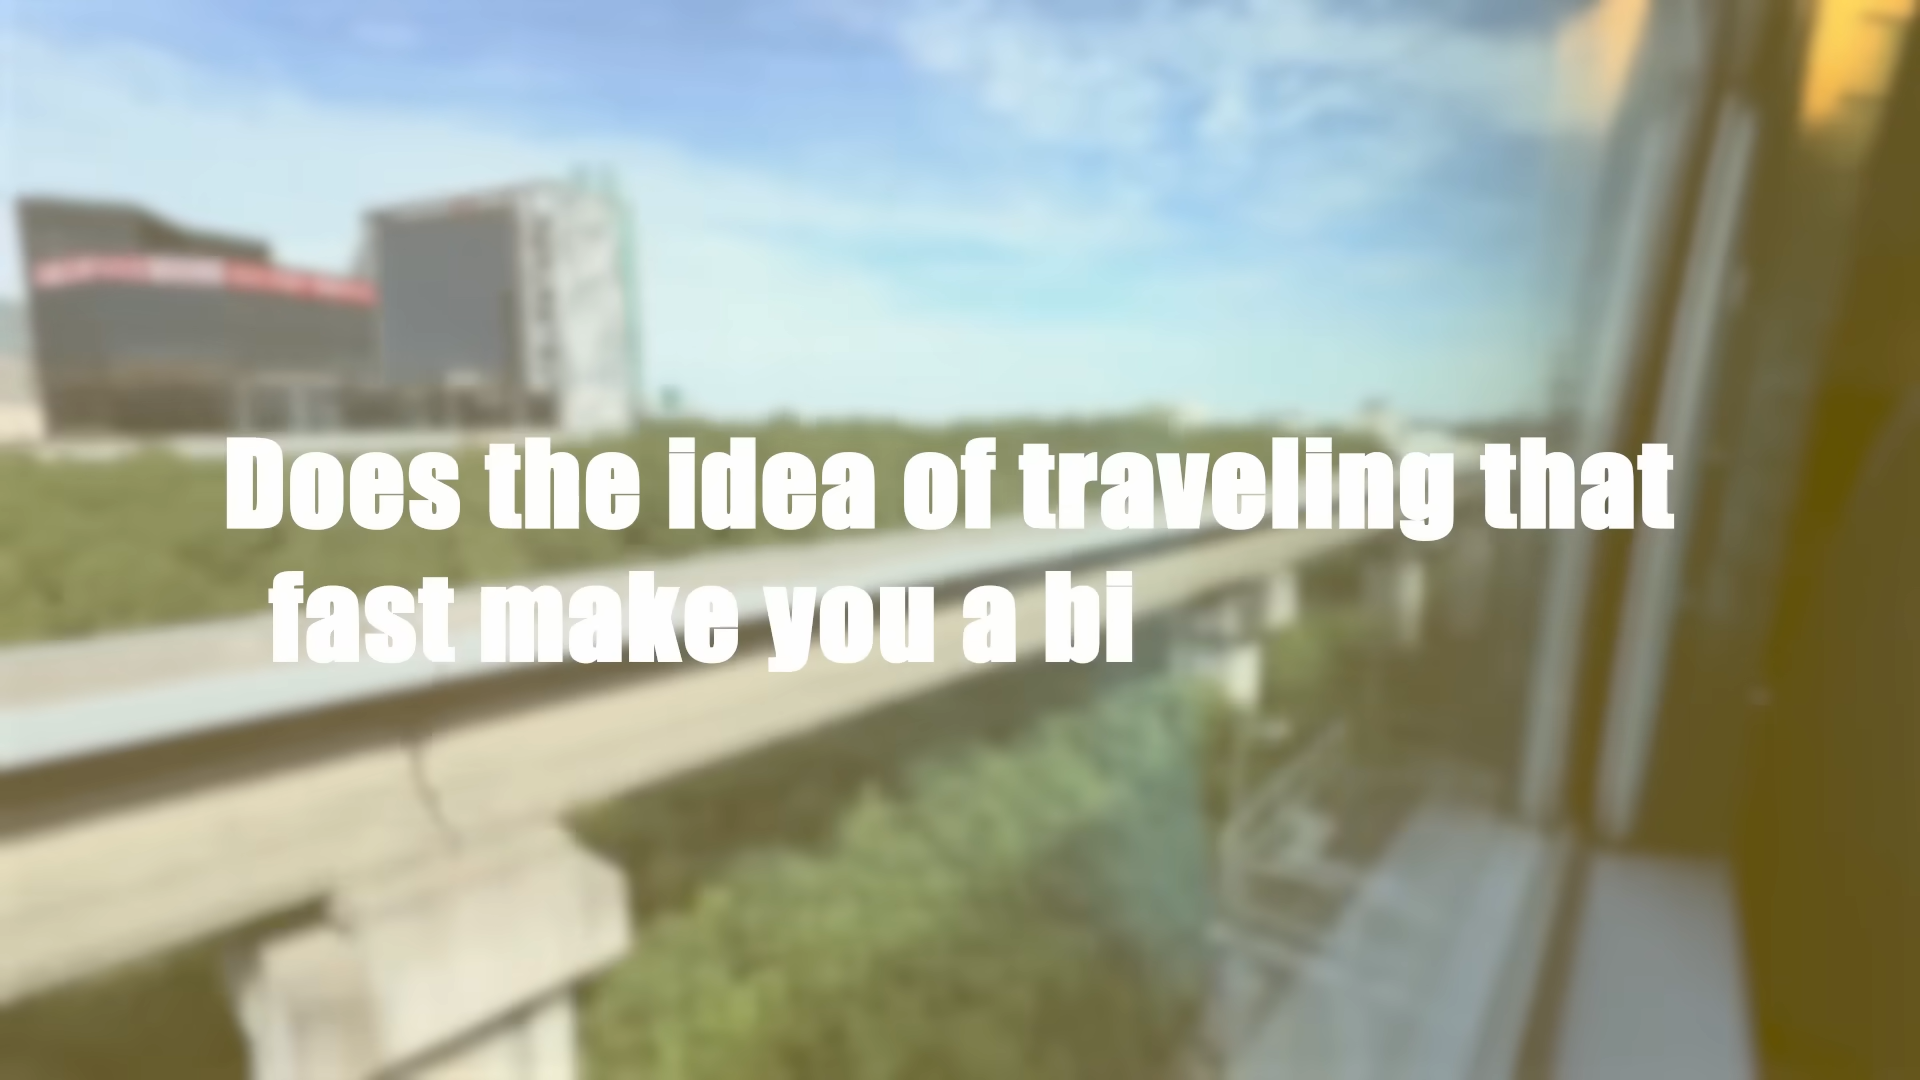 Does the idea of traveling that
fast make you a bi